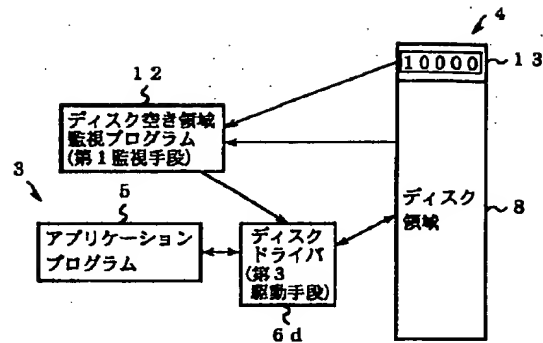 4
10000
13
12
ディスク空き領域
監視プログラム
(第1監視手段)
3
5
アプリケーション
プログラム
ディスク
ドライバ
(第3
駆動手段)
6d
ディスク
領域
8